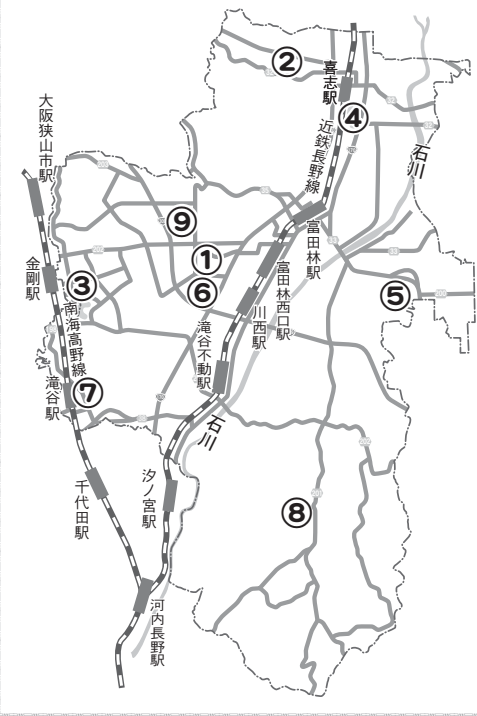 ②
喜志駅
④
近鉄長野線
石川
大阪狭山市駅
⑨
富田林駅
①
金剛駅
③
⑥
富田林西口駅
⑤
南海高野線
川西駅
滝谷不動駅
滝谷駅
⑦
石川
汐ノ宮駅
千代田駅
⑧
河内長野駅